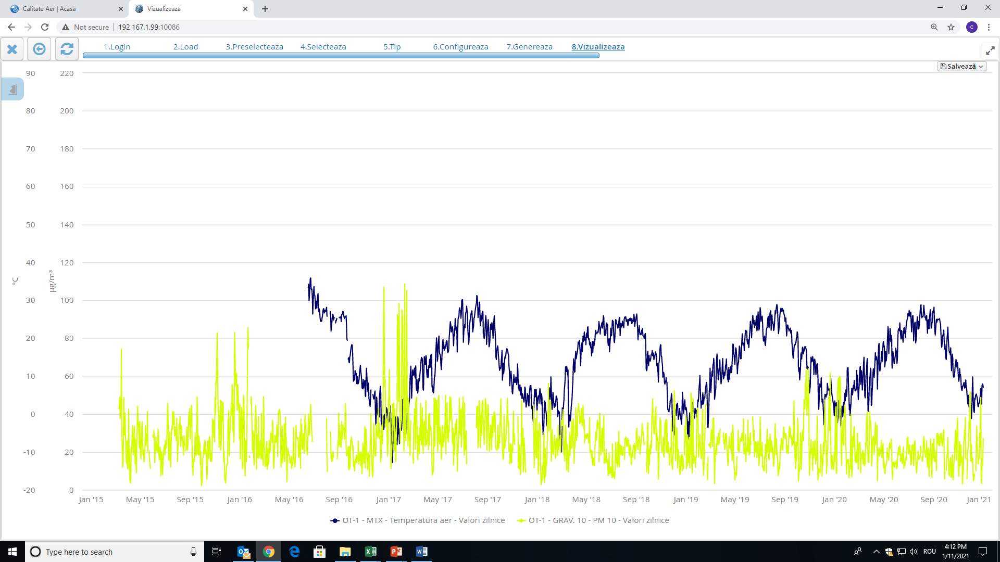 Calitate Aer | Acasă
Vizualizeaza
Not secure
192.167.1.99:10086
c
1.Login
2.Load
3.Preselecteaza
4.Selecteaza
5.Tip
6.Configureaza
7.Genereaza
8.Vizualizeaza
Salvează
90
80
70
60
50
40
30
20
10
0
-10
-20
°C
220
200
180
160
140
120
100
80
60
40
20
0
µg/m³
Jan '15
May '15
Sep '15
Jan '16
May '16
Sep '16
Jan '17
May '17
Sep '17
Jan '18
May '18
Sep '18
Jan '19
May '19
Sep '19
Jan '20
May '20
Sep '20
Jan '21
OT-1 - MTX - Temperatura aer - Valori zilnice
OT-1 - GRAV. 10 - PM 10 - Valori zilnice
Type here to search
ROU
4:12 PM
1/11/2021